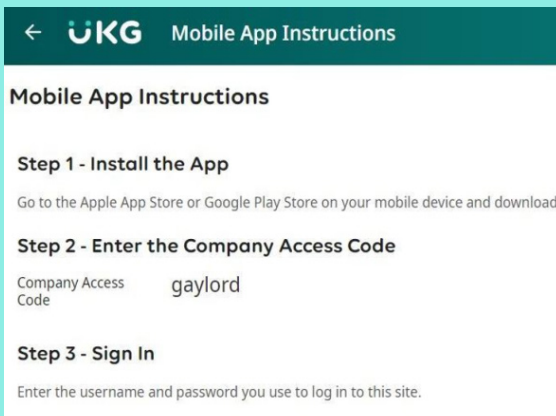 ← UKG Mobile App Instructions
Mobile App Instructions
Step 1 - Install the App
Go to the Apple App Store or Google Play Store on your mobile device and download
Step 2 - Enter the Company Access Code
Company Access gaylord
Code
Step 3 - Sign In
Enter the username and password you use to log in to this site.